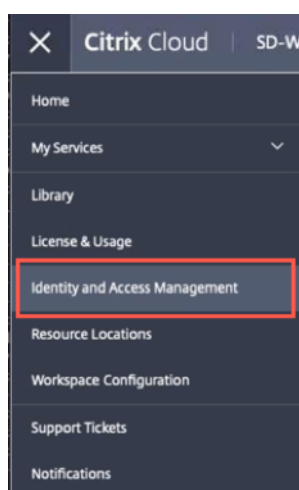 Citrix Cloud SD-W
Home
My Services
Library
License & Usage
Identity and Access Management
Resource Locations
Workspace Configuration
Support Tickets
Notifications